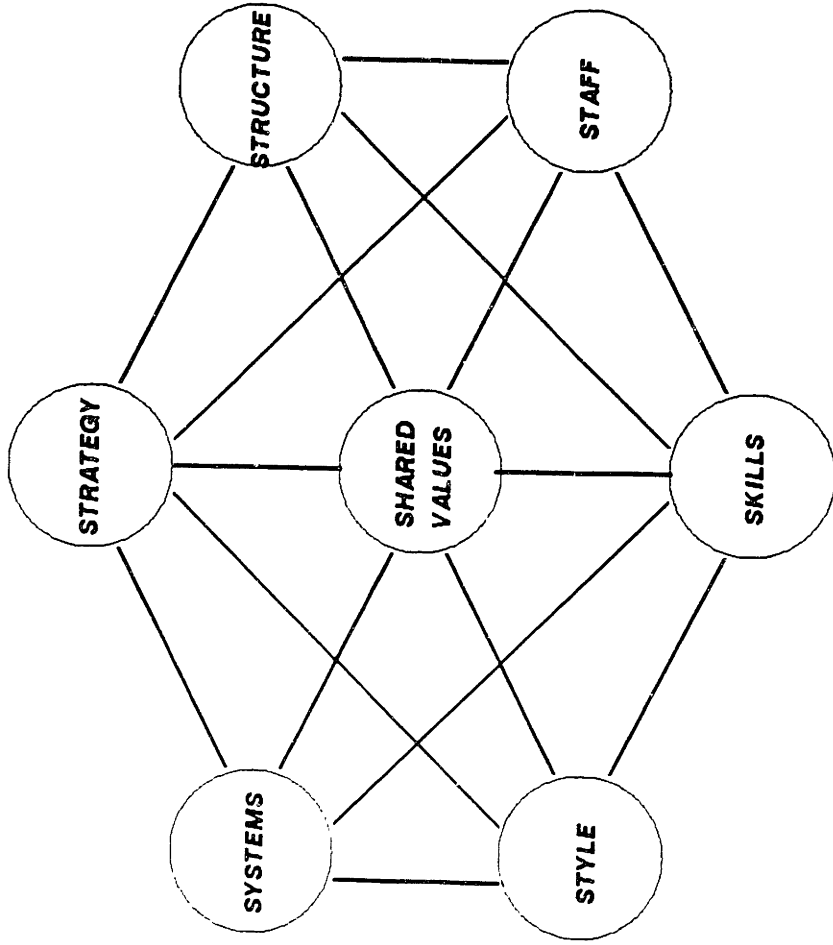 STRATEGY
SYSTEMS
STRUCTURE
SHARED
VALUES
STYLE
STAFF
SKILLS